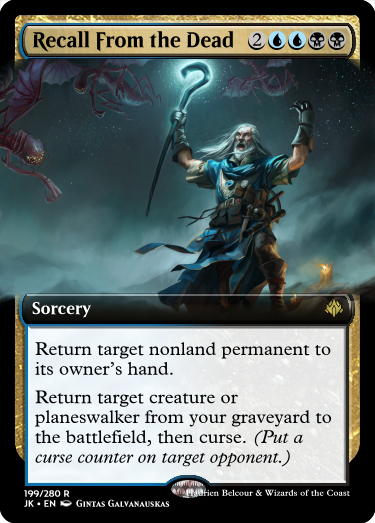 Recall From the Dead 2
Sorcery
Return target nonland permanent to
its owner's hand.
Return target creature or
planeswalker from your graveyard to
the battlefield, then curse. (Put a
curse counter on target opponent.)
199/280 R
JK • EN Gintas Galvanauskas
Hadrien Belcour & Wizards of the Coast